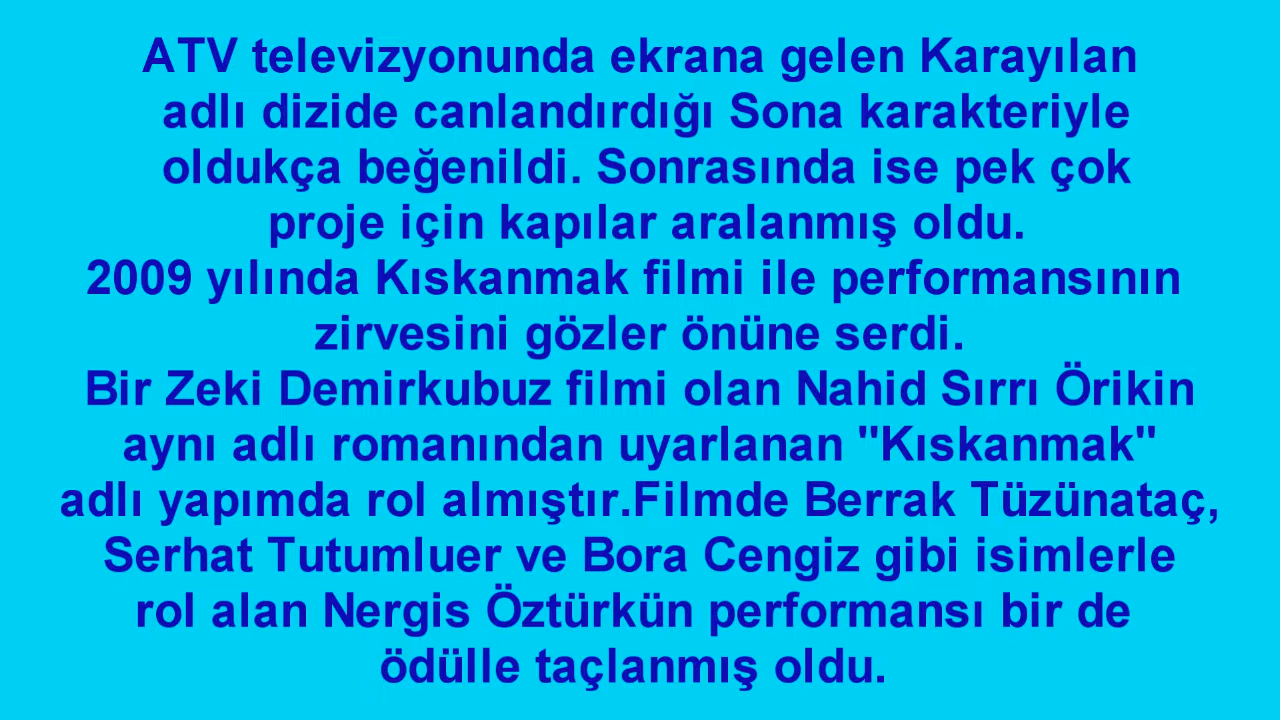 ATV televizyonunda ekrana gelen Karayılan
adlı dizide canlandırdığı Sona karakteriyle
oldukça beğenildi. Sonrasında ise pek çok
proje için kapılar aralanmış oldu.
2009 yılında Kıskanmak filmi ile performansının
zirvesini gözler önüne serdi.
Bir Zeki Demirkubuz filmi olan Nahid Sırrı Örikin
aynı adlı romanından uyarlanan "Kıskanmak"
adlı yapımda rol almıştır.Filmde Berrak Tüzünataç,
Serhat Tutumluer ve Bora Cengiz gibi isimlerle
rol alan Nergis Öztürkün performansı bir de
ödülle taçlanmış oldu.